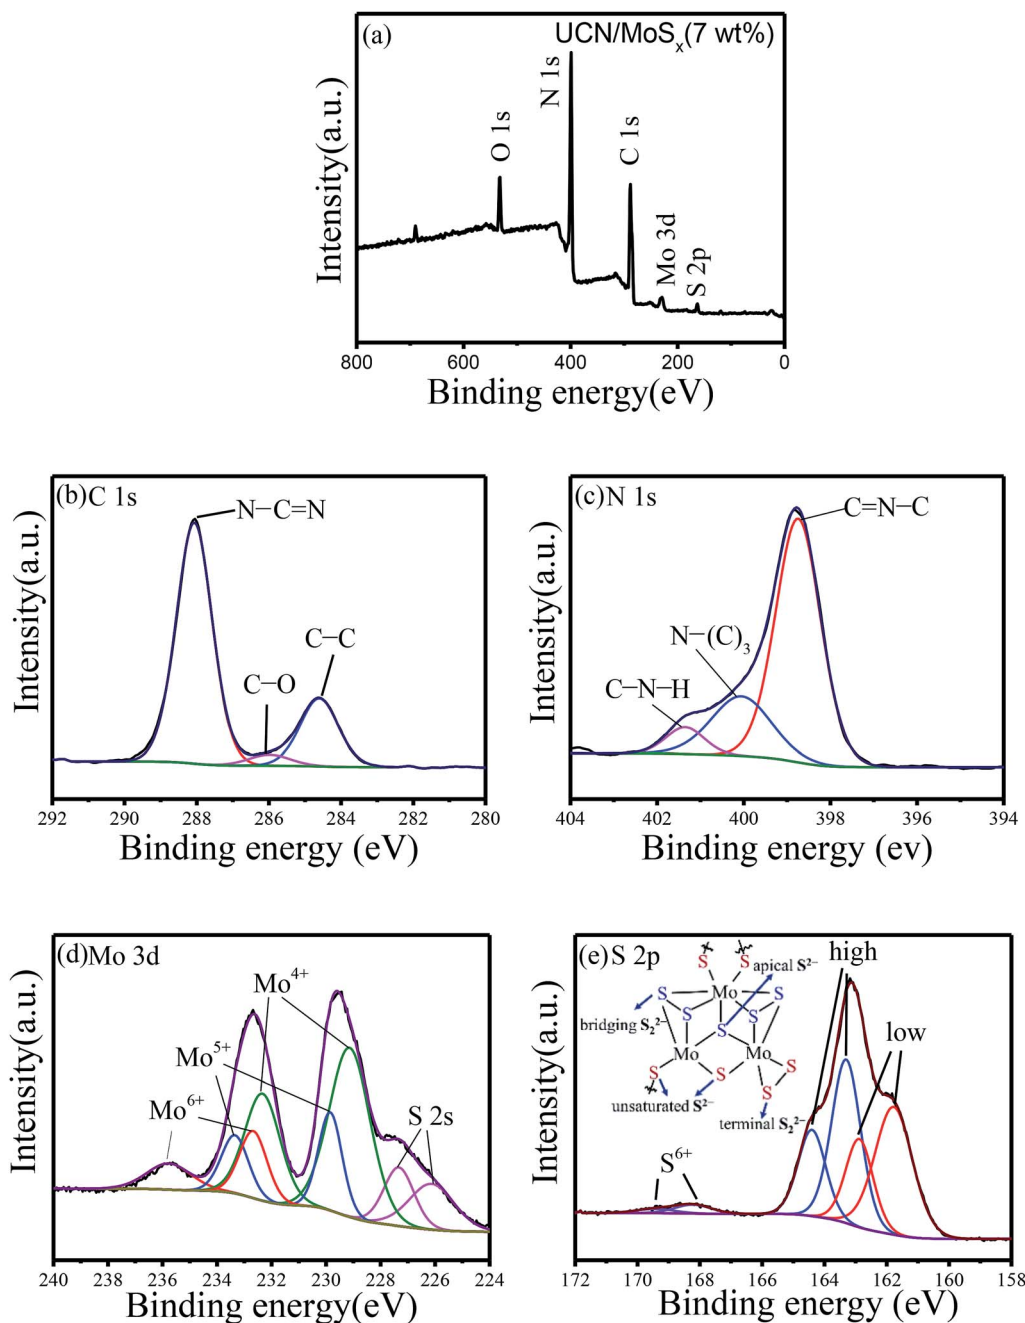 (a)
UCN/MoSₓ(7 wt%)
O 1s
N 1s
C 1s
Mo 3d
S 2p
Intensity(a.u.)
800 600 400 200 0
Binding energy(eV)
(b) C 1s
N−C=N
C−C
C−O
Intensity(a.u.)
292 290 288 286 284 282 280
Binding energy (eV)
(c) N 1s
C=N−C
N−(C)₃
C−N−H
Intensity(a.u.)
404 402 400 398 396 394
Binding energy (ev)
(d) Mo 3d
Mo⁴⁺
Mo⁵⁺
Mo⁶⁺
S 2s
Intensity(a.u.)
240 238 236 234 232 230 228 226 224
Binding energy(eV)
(e) S 2p
high
low
S⁶⁺
S S
apical S²⁻
S Mo S
S S
bridging S₂²⁻
S
Mo Mo
S S S
S
unsaturated S²⁻
terminal S₂²⁻
Intensity(a.u.)
172 170 168 166 164 162 160 158
Binding energy(eV)